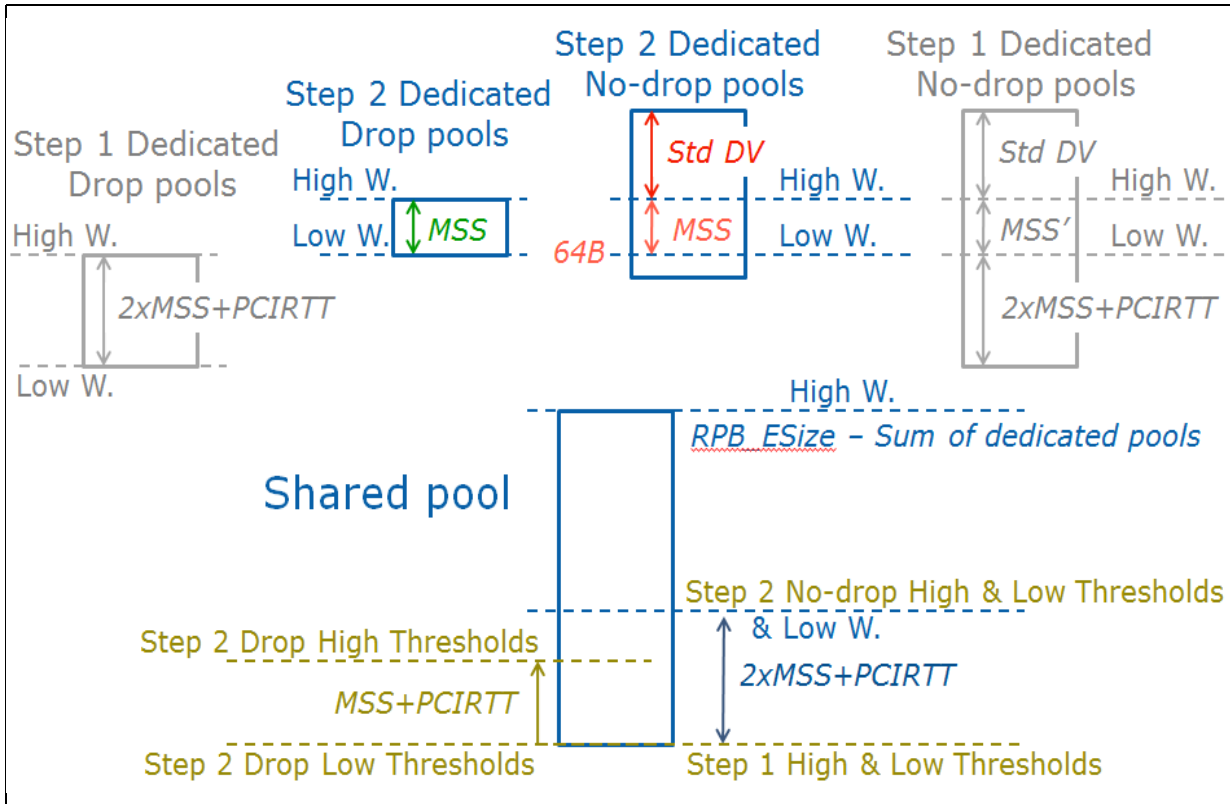 Step 2 Dedicated
No-drop pools
Step 1 Dedicated
No-drop pools
Step 2 Dedicated
Drop pools
Step 1 Dedicated
Drop pools
Std DV
Std DV
High W.
High W.
High W.
High W.
MSS
MSS
MSS’
Low W.
Low W.
Low W.
64B
2xMSS+PCIRTT
2xMSS+PCIRTT
Low W.
High W.
RPB_ESize – Sum of dedicated pools
Shared pool
Step 2 No-drop High & Low Thresholds
& Low W.
Step 2 Drop High Thresholds
2xMSS+PCIRTT
MSS+PCIRTT
Step 2 Drop Low Thresholds
Step 1 High & Low Thresholds